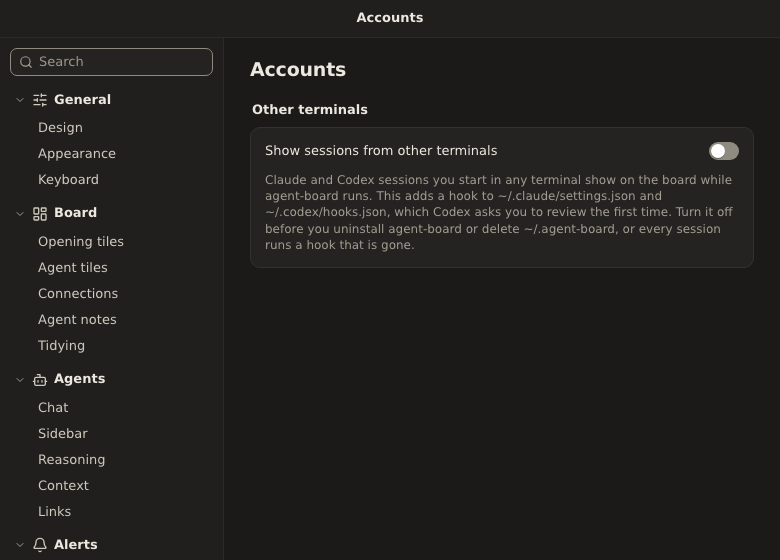 Accounts
Search
General
Design
Appearance
Keyboard
Board
Opening tiles
Agent tiles
Connections
Agent notes
Tidying
Agents
Chat
Sidebar
Reasoning
Context
Links
Alerts
Accounts
Other terminals
Show sessions from other terminals
Claude and Codex sessions you start in any terminal show on the board while
agent-board runs. This adds a hook to ~/.claude/settings.json and
~/.codex/hooks.json, which Codex asks you to review the first time. Turn it off
before you uninstall agent-board or delete ~/.agent-board, or every session
runs a hook that is gone.